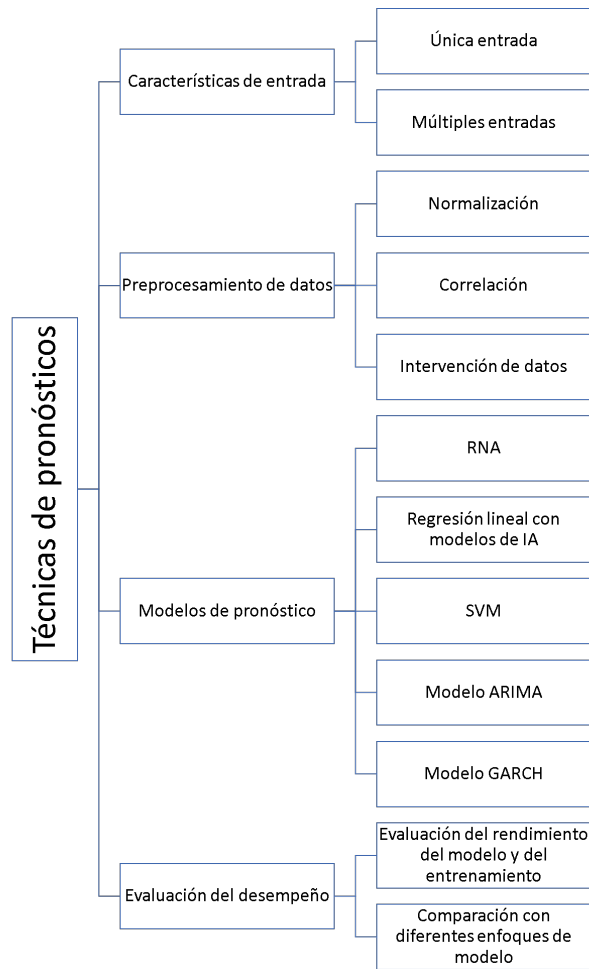 Técnicas de pronósticos
Características de entrada
Única entrada
Múltiples entradas
Preprocesamiento de datos
Normalización
Correlación
Intervención de datos
Modelos de pronóstico
RNA
Regresión lineal con
modelos de IA
SVM
Modelo ARIMA
Modelo GARCH
Evaluación del desempeño
Evaluación del rendimiento
del modelo y del
entrenamiento
Comparación con
diferentes enfoques de
modelo